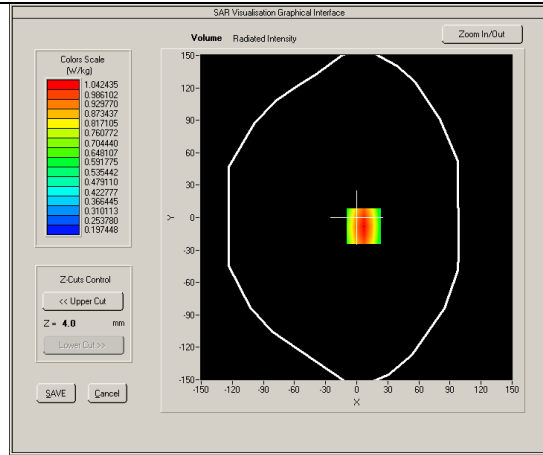 SAR Visualisation Graphical Interface
Volume Radiated Intensity
Zoom In/Out
Colors Scale
(W/kg)
1.042435
0.986102
0.929770
0.873437
0.817105
0.760772
0.704440
0.648107
0.591775
0.535442
0.479110
0.422777
0.366445
0.310113
0.253780
0.197448
Z-Cuts Control
<< Upper Cut
Z = 4.0 mm
Lower Cut >>
SAVE Cancel
150-
120-
90-
60-
30-
0-
-30-
-60-
-90-
-120-
-150-
Y
-150 -120 -90 -60 -30 0 30 60 90 120 150
X